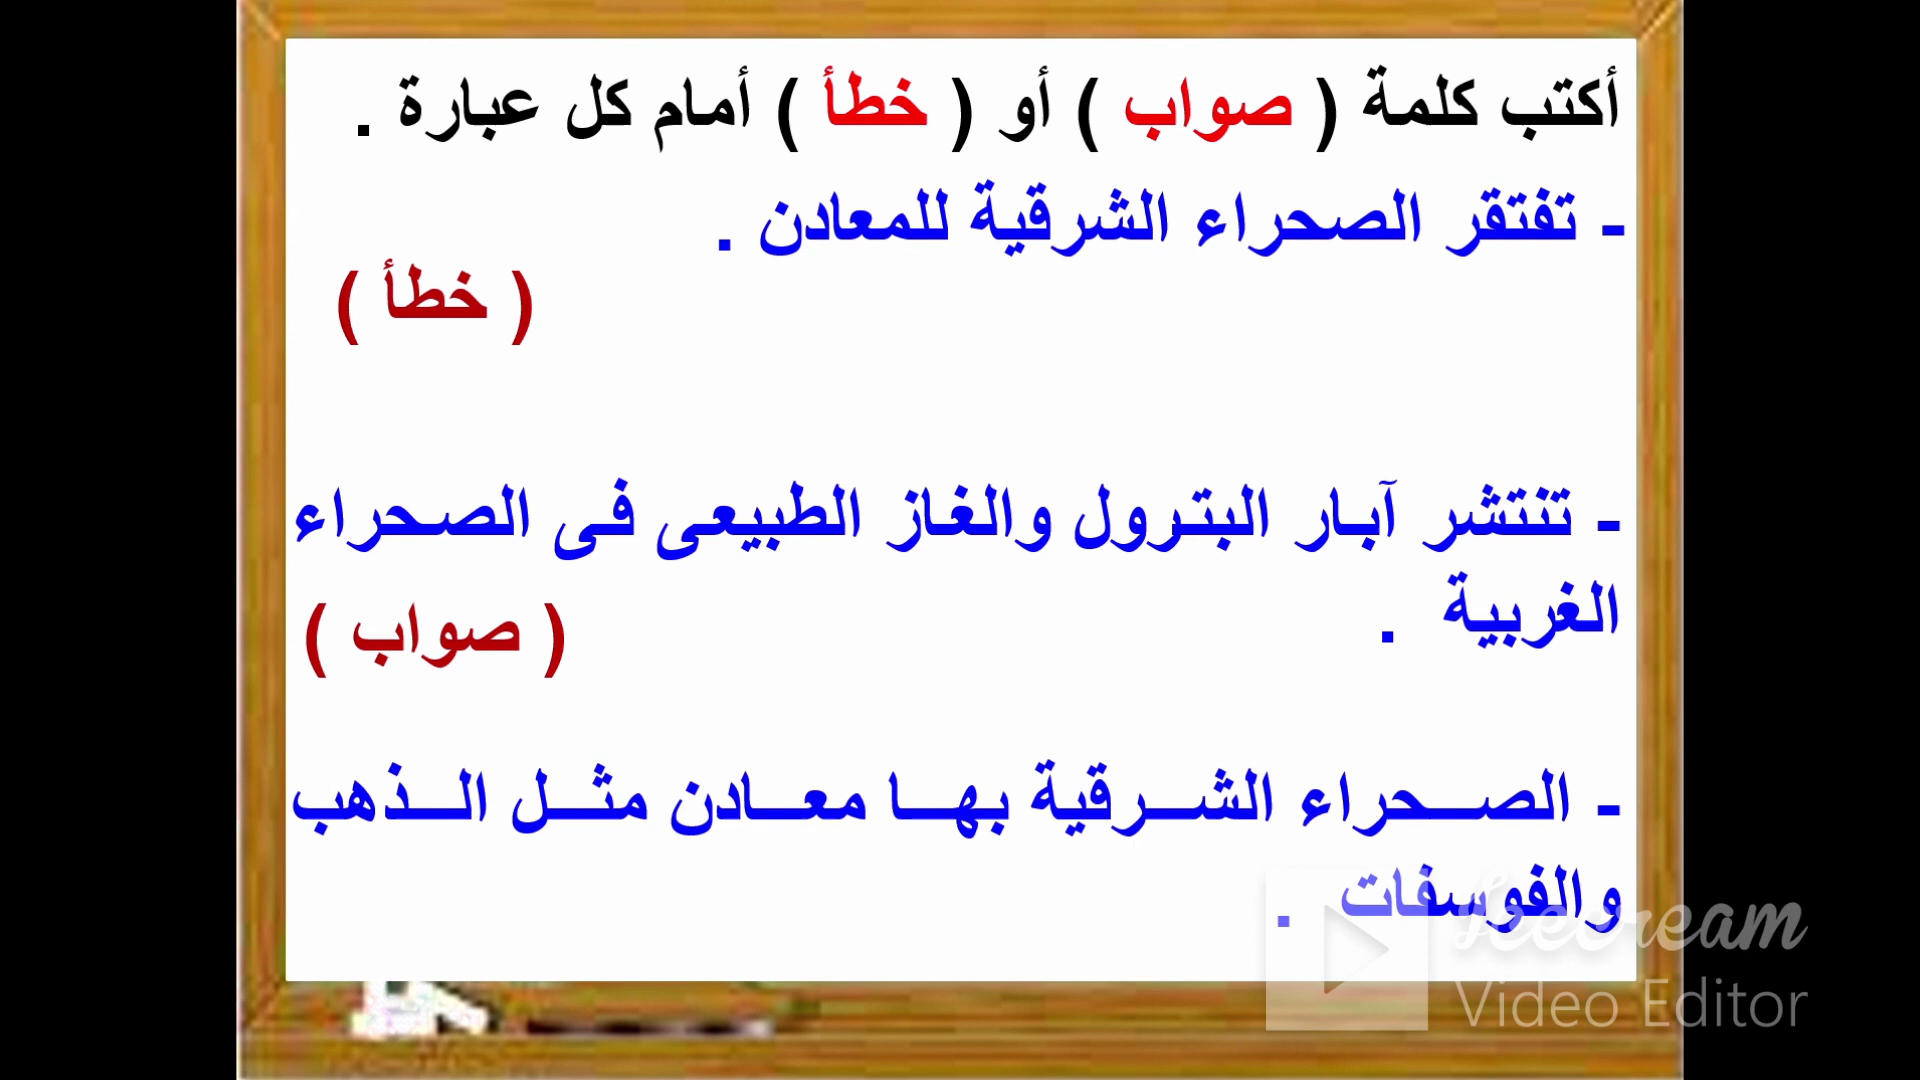 أكتب كلمة ( صواب ) أو ( خطأ ) أمام كل عبارة .
- تفتقر الصحراء الشرقية للمعادن .
( خطأ )
- تنتشر آبار البترول والغاز الطبيعى فى الصحراء
الغربية .
( صواب )
- الصحراء الشرقية بها معادن مثل الذهب
والفوسفات .
Icecream
Video Editor